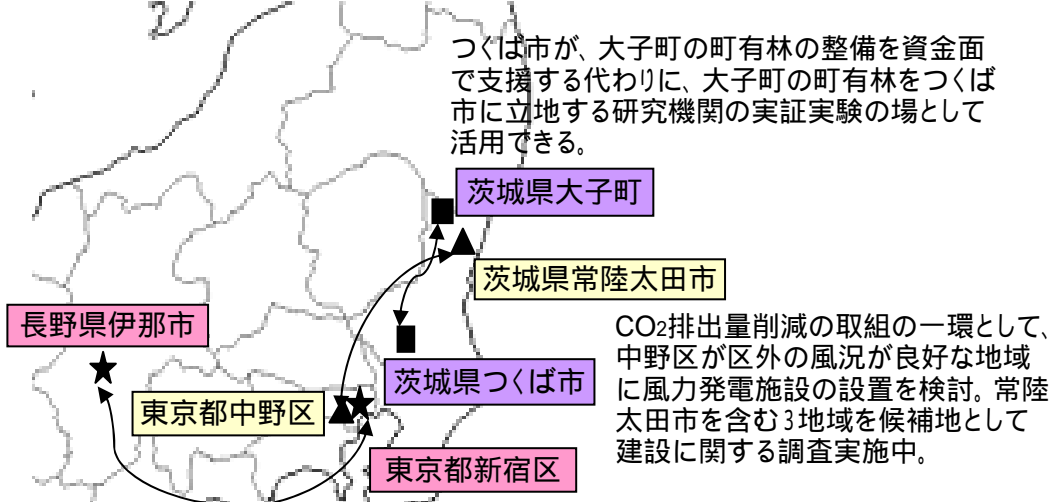 つくば市が、大子町の町有林の整備を資金面
で支援する代わりに、大子町の町有林をつくば
市に立地する研究機関の実証実験の場として
活用できる。
茨城県大子町
茨城県常陸太田市
長野県伊那市
茨城県つくば市
東京都中野区
東京都新宿区
CO2排出量削減の取組の一環として、
中野区が区外の風況が良好な地域
に風力発電施設の設置を検討。常陸
太田市を含む3地域を候補地として
建設に関する調査実施中。